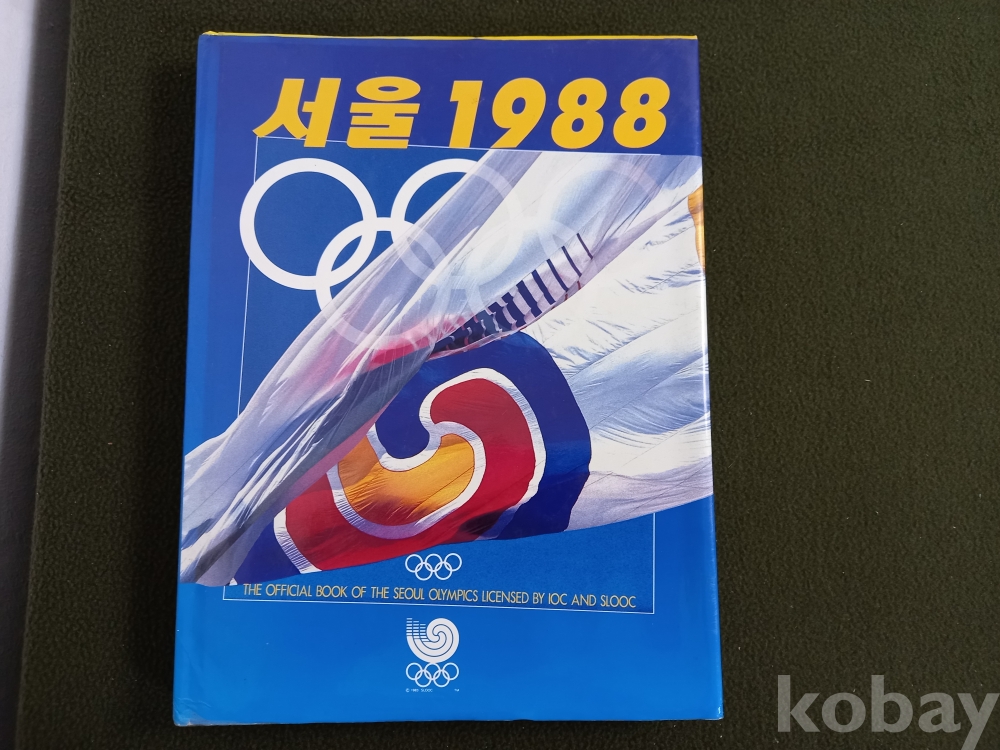 서울 1988
THE OFFICIAL BOOK OF THE SEOUL OLYMPICS LICENSED BY IOC AND SLOOC
kobay